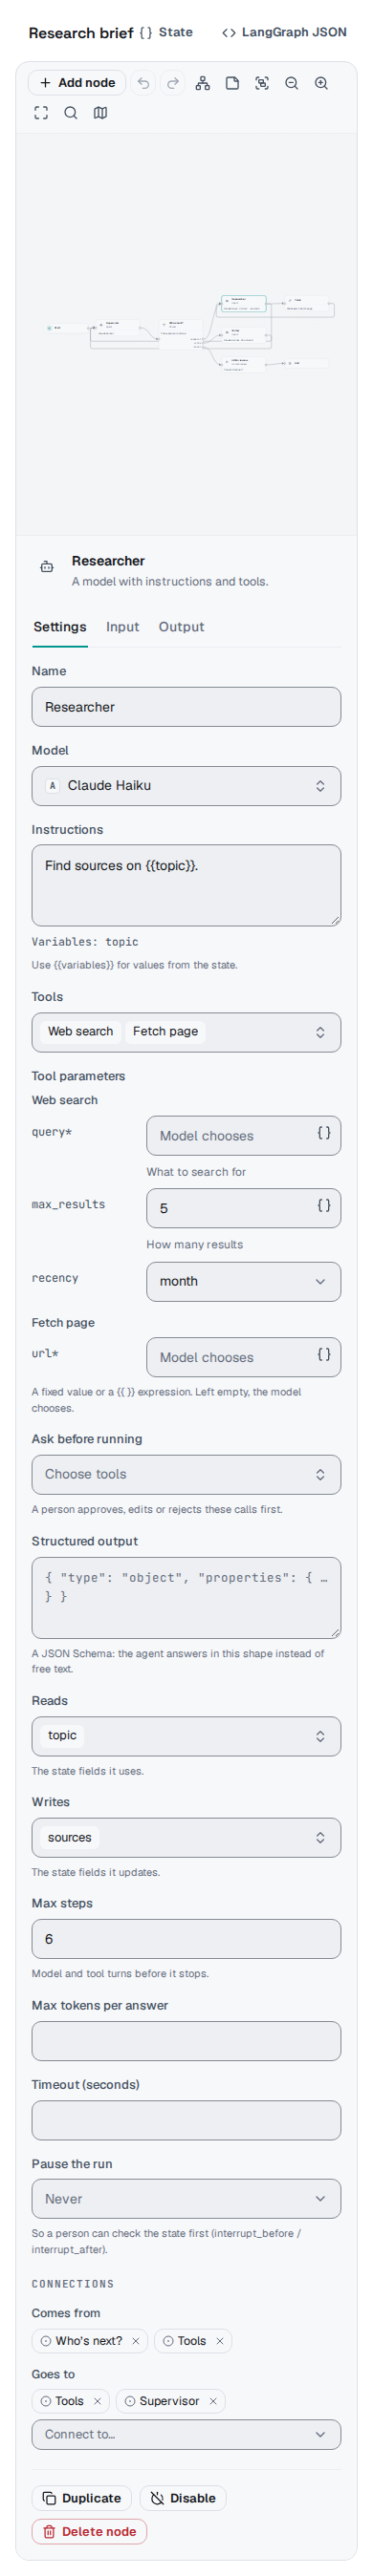 Research brief
{ } State
<> LangGraph JSON
+ Add node
Researcher
A model with instructions and tools.
Settings
Input
Output
Name
Researcher
Model
A Claude Haiku
Instructions
Find sources on {{topic}}.
Variables: topic
Use {{variables}} for values from the state.
Tools
Web search
Fetch page
Tool parameters
Web search
query*
Model chooses
{ }
What to search for
max_results
5
{ }
How many results
recency
month
Fetch page
url*
Model chooses
{ }
A fixed value or a {{ }} expression. Left empty, the model
chooses.
Ask before running
Choose tools
A person approves, edits or rejects these calls first.
Structured output
{ "type": "object", "properties": { …
} }
A JSON Schema: the agent answers in this shape instead of
free text.
Reads
topic
The state fields it uses.
Writes
sources
The state fields it updates.
Max steps
6
Model and tool turns before it stops.
Max tokens per answer
Timeout (seconds)
Pause the run
Never
So a person can check the state first (interrupt_before /
interrupt_after).
CONNECTIONS
Comes from
Who's next?
Tools
Goes to
Tools
Supervisor
Connect to…
Duplicate
Disable
Delete node